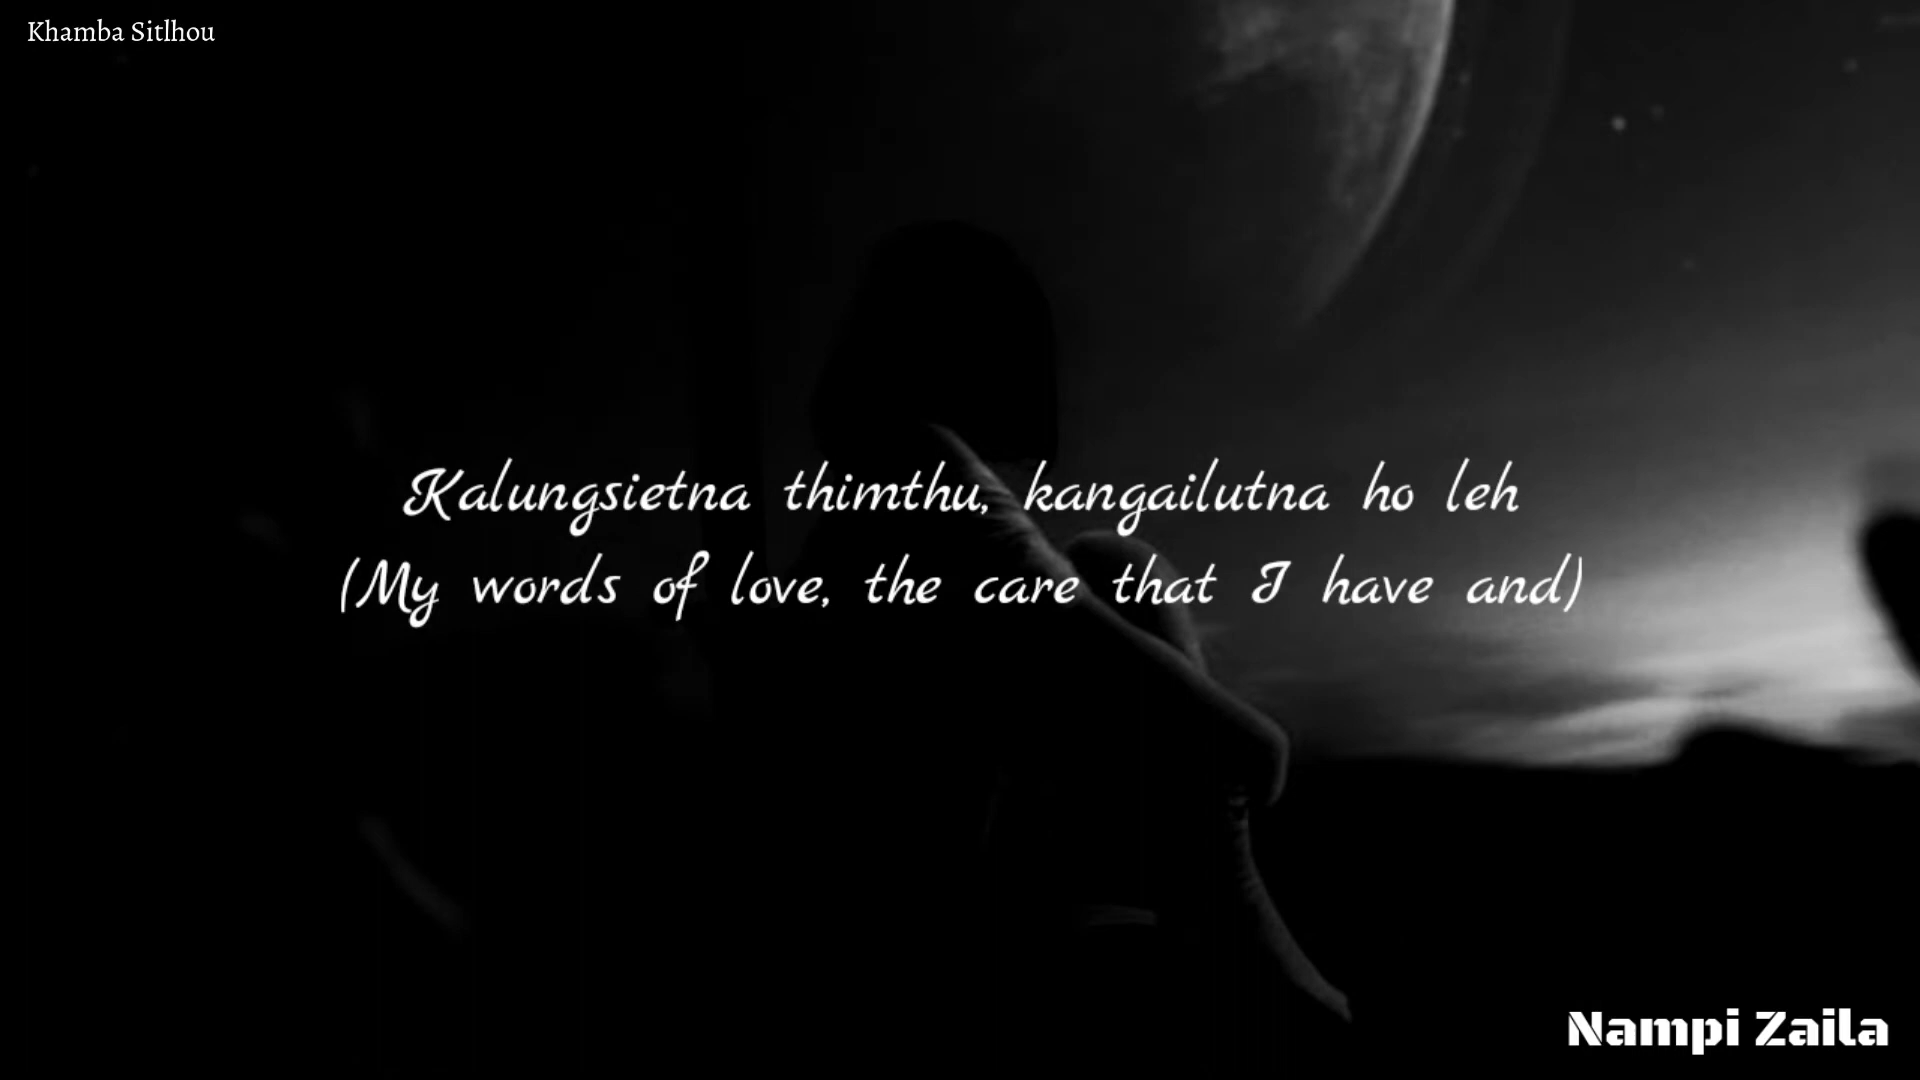 Khamba Sitlhou
Kalungsietna thimthu, kangailutna ho leh
(My words of love, the care that I have and)
Nampi Zaila